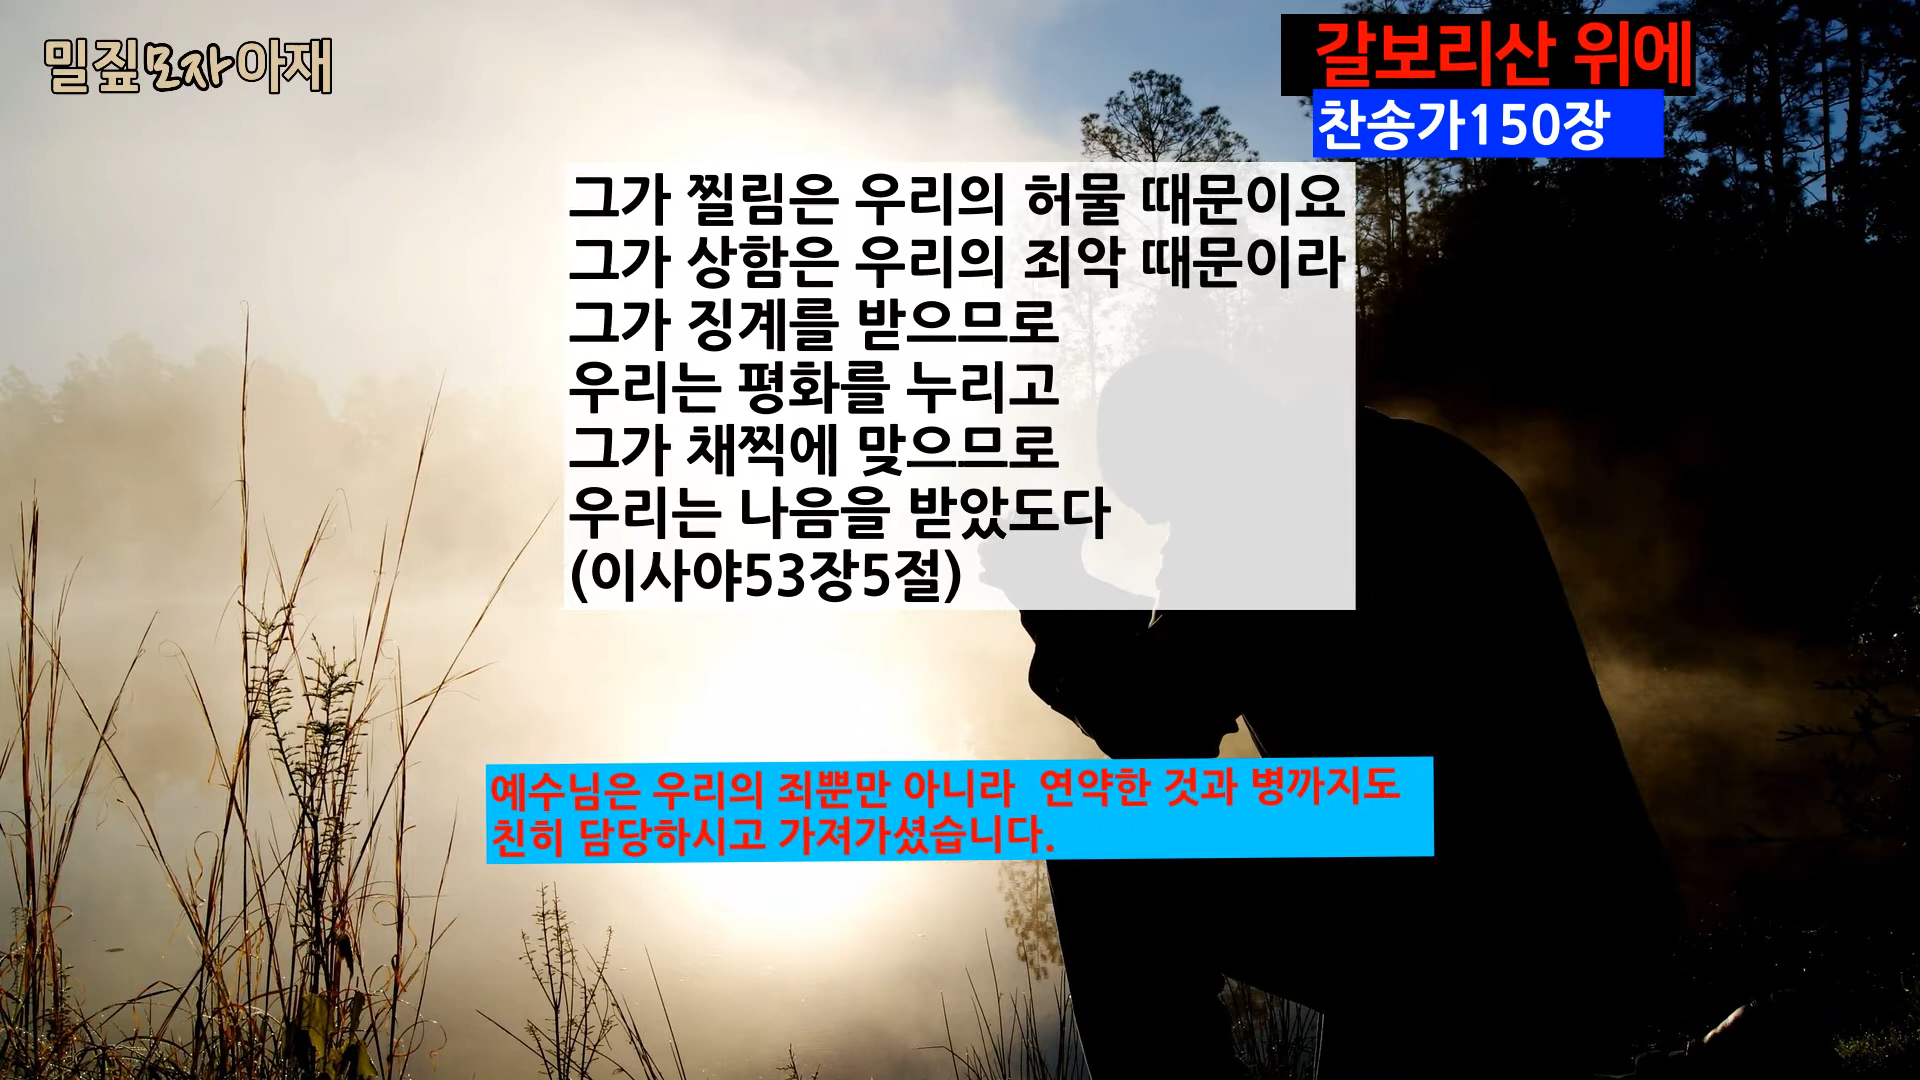 밀짚모자아재
갈보리산 위에
찬송가150장
그가 찔림은 우리의 허물 때문이요
그가 상함은 우리의 죄악 때문이라
그가 징계를 받으므로
우리는 평화를 누리고
그가 채찍에 맞으므로
우리는 나음을 받았도다
(이사야53장5절)
예수님은 우리의 죄뿐만 아니라 연약한 것과 병까지도
친히 담당하시고 가져가셨습니다.